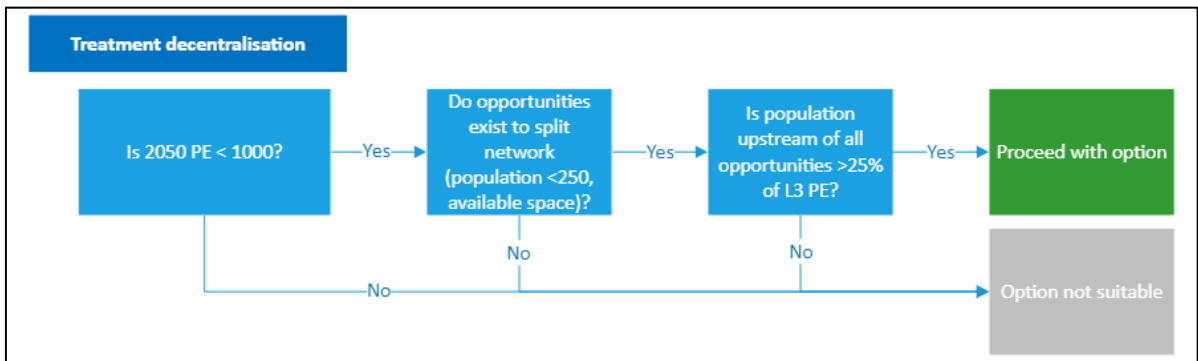 Treatment decentralisation
Is 2050 PE < 1000?
Yes
Do opportunities
exist to split
network
(population <250,
available space)?
Yes
Is population
upstream of all
opportunities >25%
of L3 PE?
Yes
Proceed with option
No
No
No
Option not suitable